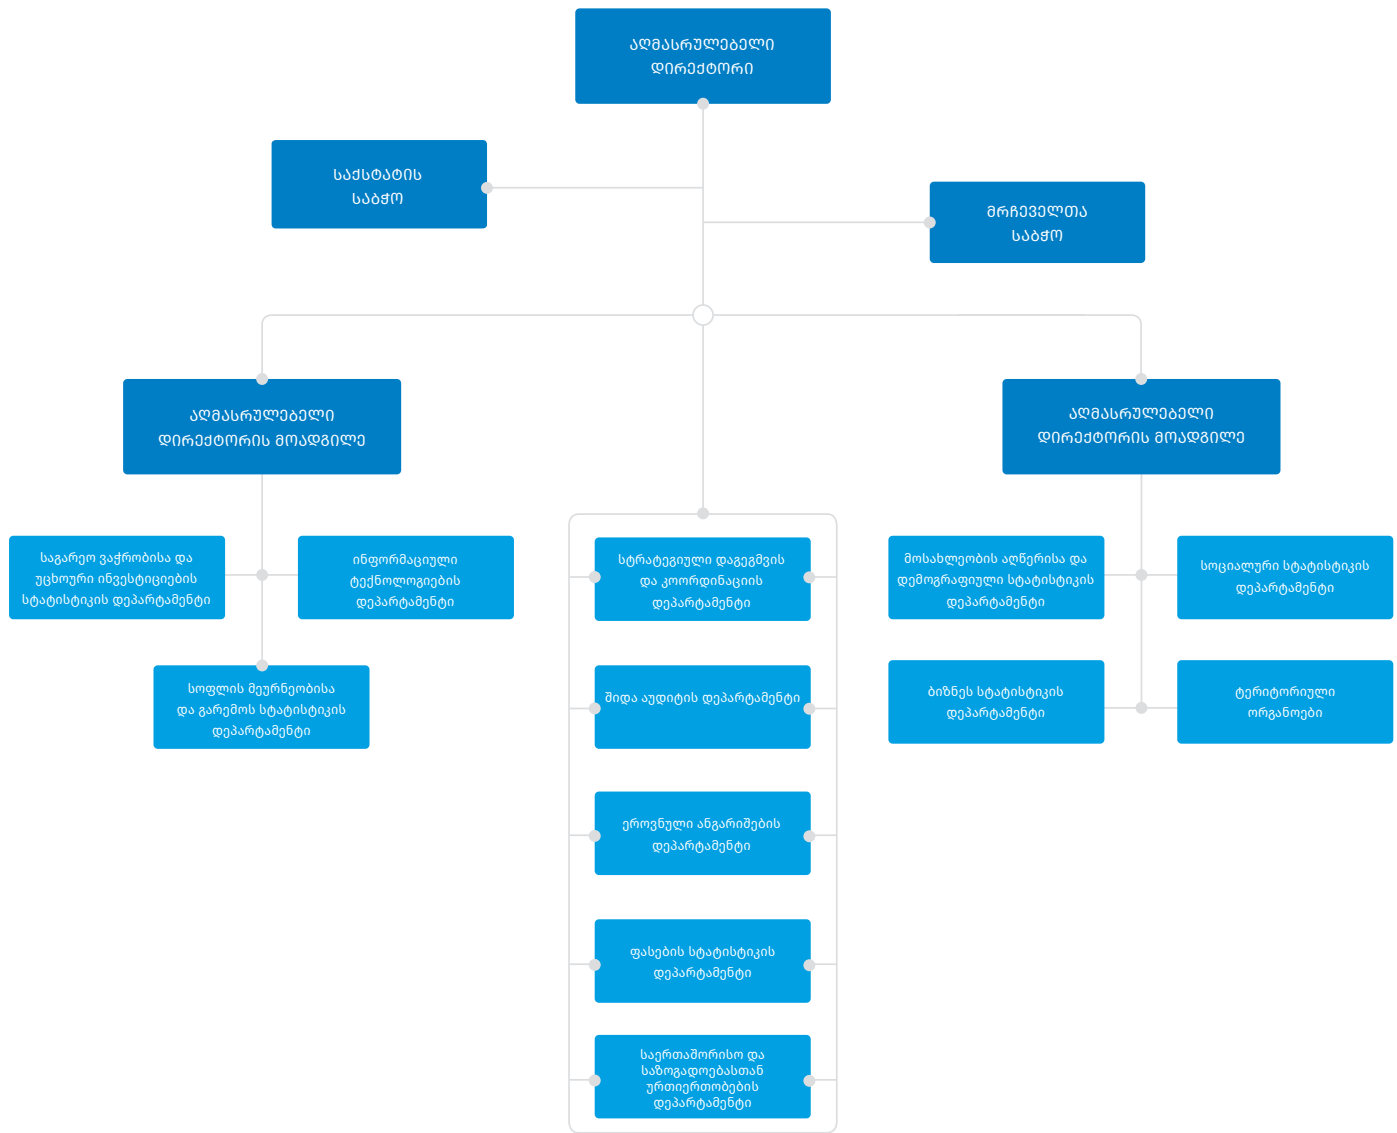 აღმასრულებელი
დირექტორი
საქსტატის
საბჭო
მრჩეველთა
საბჭო
აღმასრულებელი
დირექტორის მოადგილე
აღმასრულებელი
დირექტორის მოადგილე
საგარეო ვაჭრობისა და
უცხოური ინვესტიციების
სტატისტიკის დეპარტამენტი
ინფორმაციული
ტექნოლოგიების
დეპარტამენტი
სოფლის მეურნეობისა
და გარემოს სტატისტიკის
დეპარტამენტი
სტრატეგიული დაგეგმვის
და კოორდინაციის
დეპარტამენტი
შიდა აუდიტის დეპარტამენტი
ეროვნული ანგარიშების
დეპარტამენტი
ფასების სტატისტიკის
დეპარტამენტი
საერთაშორისო და
საზოგადოებასთან
ურთიერთობების
დეპარტამენტი
მოსახლეობის აღწერისა და
დემოგრაფიული სტატისტიკის
დეპარტამენტი
სოციალური სტატისტიკის
დეპარტამენტი
ბიზნეს სტატისტიკის
დეპარტამენტი
ტერიტორიული
ორგანოები